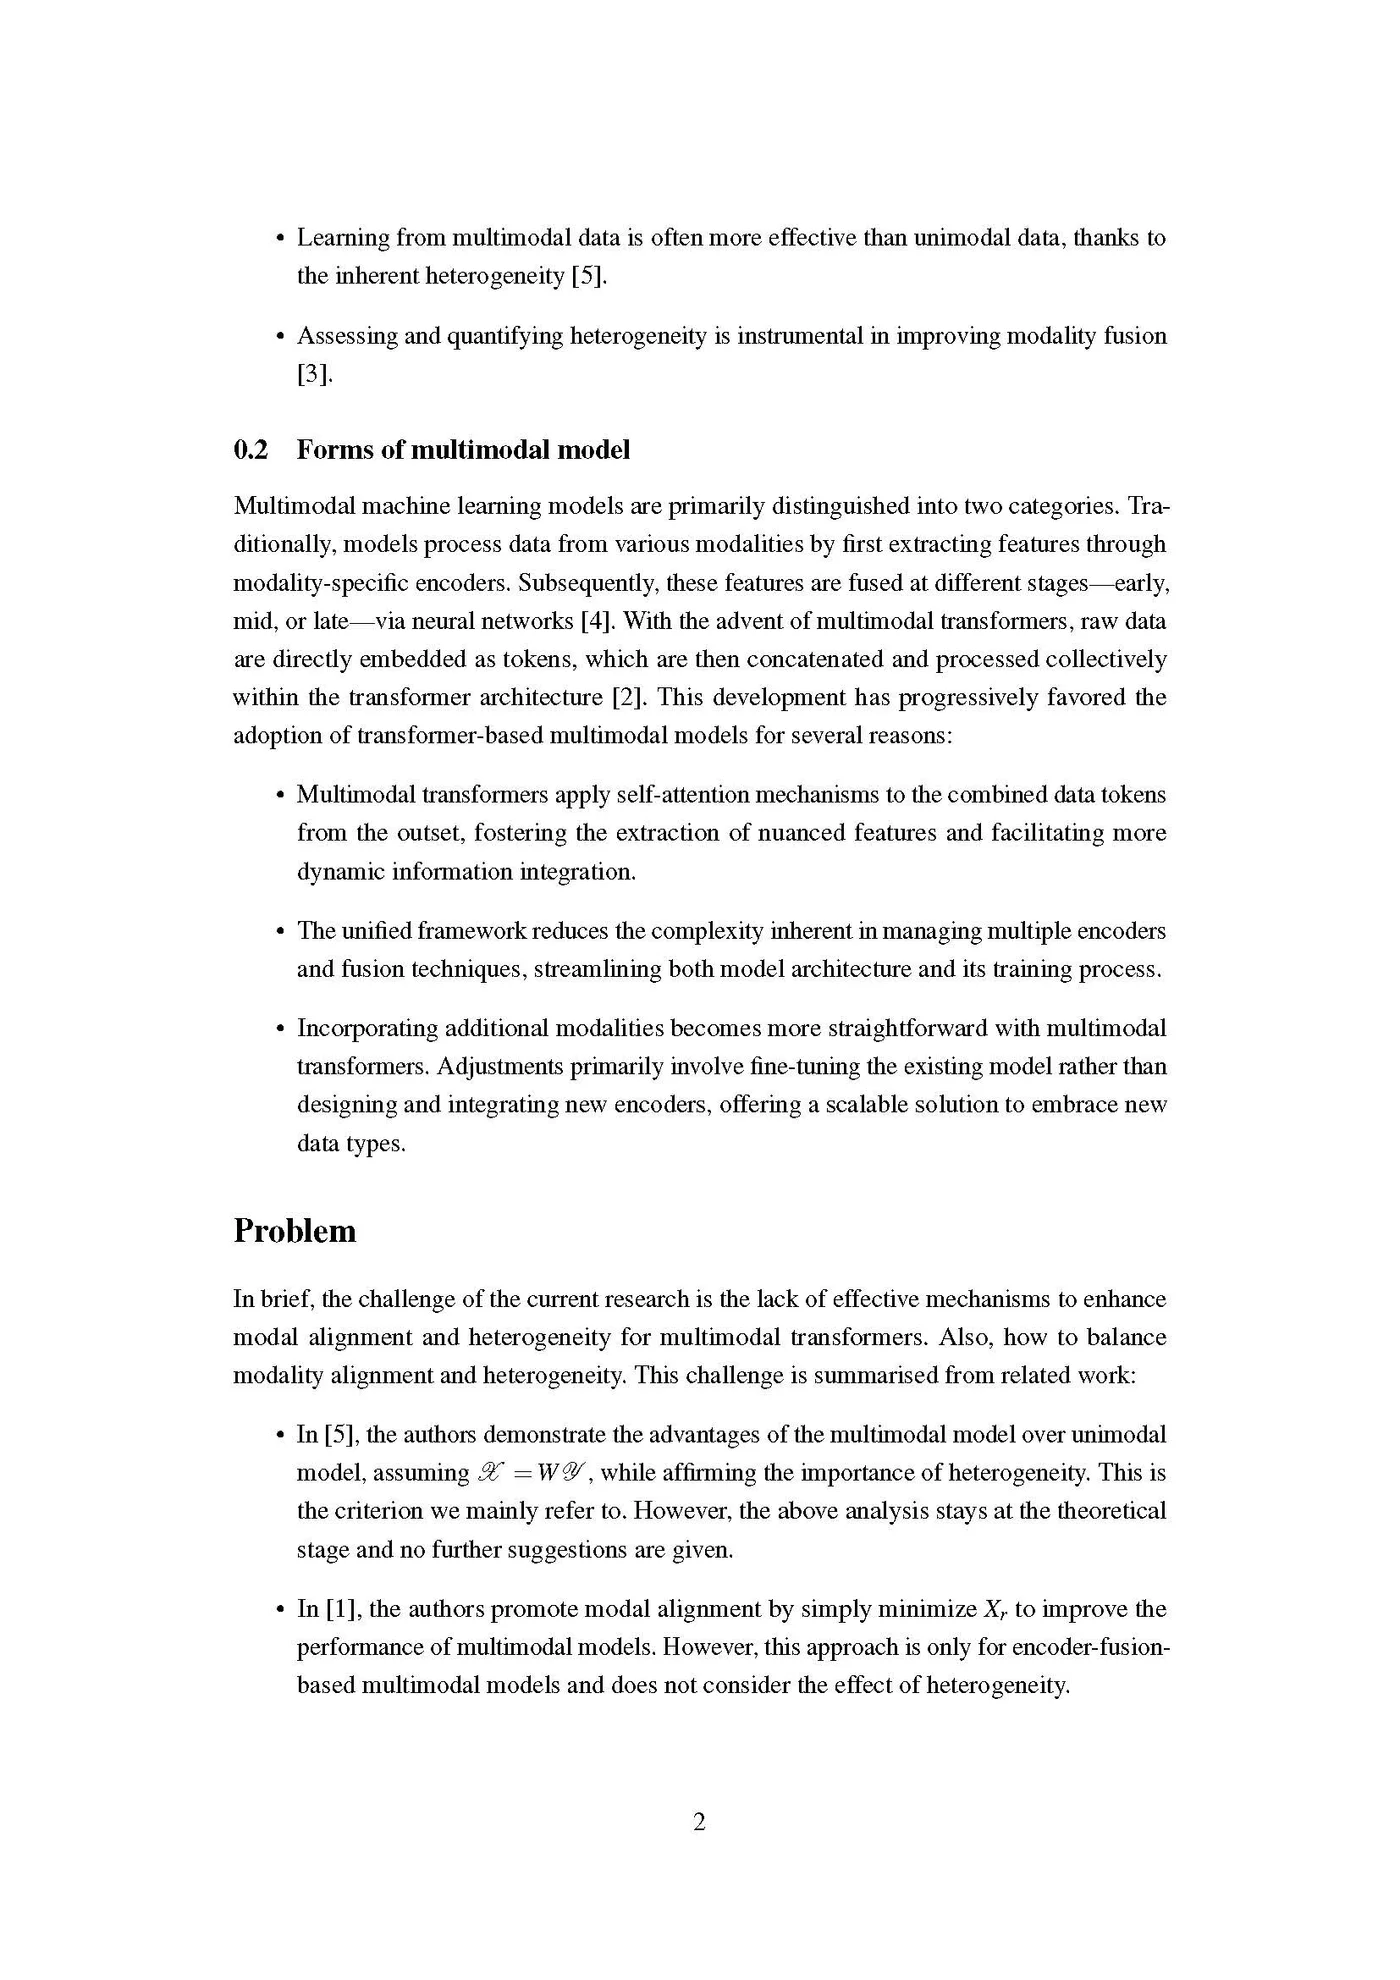 • Learning from multimodal data is often more effective than unimodal data, thanks to
the inherent heterogeneity [5].
• Assessing and quantifying heterogeneity is instrumental in improving modality fusion
[3].
0.2 Forms of multimodal model
Multimodal machine learning models are primarily distinguished into two categories. Tra-
ditionally, models process data from various modalities by first extracting features through
modality-specific encoders. Subsequently, these features are fused at different stages—early,
mid, or late—via neural networks [4]. With the advent of multimodal transformers, raw data
are directly embedded as tokens, which are then concatenated and processed collectively
within the transformer architecture [2]. This development has progressively favored the
adoption of transformer-based multimodal models for several reasons:
• Multimodal transformers apply self-attention mechanisms to the combined data tokens
from the outset, fostering the extraction of nuanced features and facilitating more
dynamic information integration.
• The unified framework reduces the complexity inherent in managing multiple encoders
and fusion techniques, streamlining both model architecture and its training process.
• Incorporating additional modalities becomes more straightforward with multimodal
transformers. Adjustments primarily involve fine-tuning the existing model rather than
designing and integrating new encoders, offering a scalable solution to embrace new
data types.
Problem
In brief, the challenge of the current research is the lack of effective mechanisms to enhance
modal alignment and heterogeneity for multimodal transformers. Also, how to balance
modality alignment and heterogeneity. This challenge is summarised from related work:
• In [5], the authors demonstrate the advantages of the multimodal model over unimodal
model, assuming 𝒳 = W𝒴, while affirming the importance of heterogeneity. This is
the criterion we mainly refer to. However, the above analysis stays at the theoretical
stage and no further suggestions are given.
• In [1], the authors promote modal alignment by simply minimize Xᵣ to improve the
performance of multimodal models. However, this approach is only for encoder-fusion-
based multimodal models and does not consider the effect of heterogeneity.
2